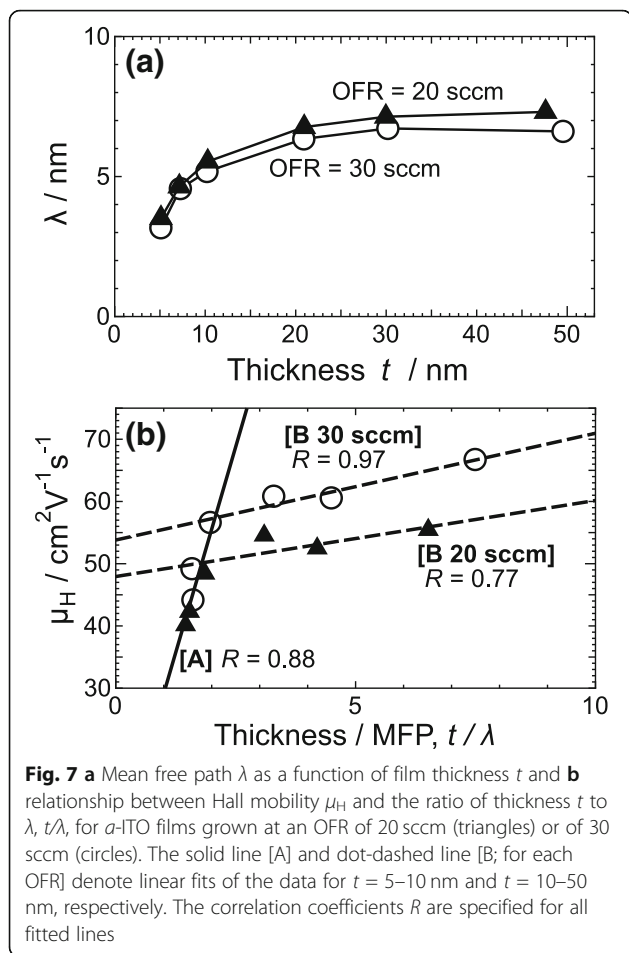 10
(a)
OFR = 20 sccm
5
OFR = 30 sccm
λ / nm
0
0 10 20 30 40 50
Thickness t / nm
(b)
70
[B 30 sccm]
R = 0.97
60
50
[B 20 sccm]
R = 0.77
40
[A] R = 0.88
30
μH / cm²V⁻¹s⁻¹
0 5 10
Thickness / MFP, t / λ
Fig. 7 a Mean free path λ as a function of film thickness t and b
relationship between Hall mobility μH and the ratio of thickness t to
λ, t/λ, for a-ITO films grown at an OFR of 20 sccm (triangles) or of 30
sccm (circles). The solid line [A] and dot-dashed line [B; for each
OFR] denote linear fits of the data for t = 5–10 nm and t = 10–50
nm, respectively. The correlation coefficients R are specified for all
fitted lines